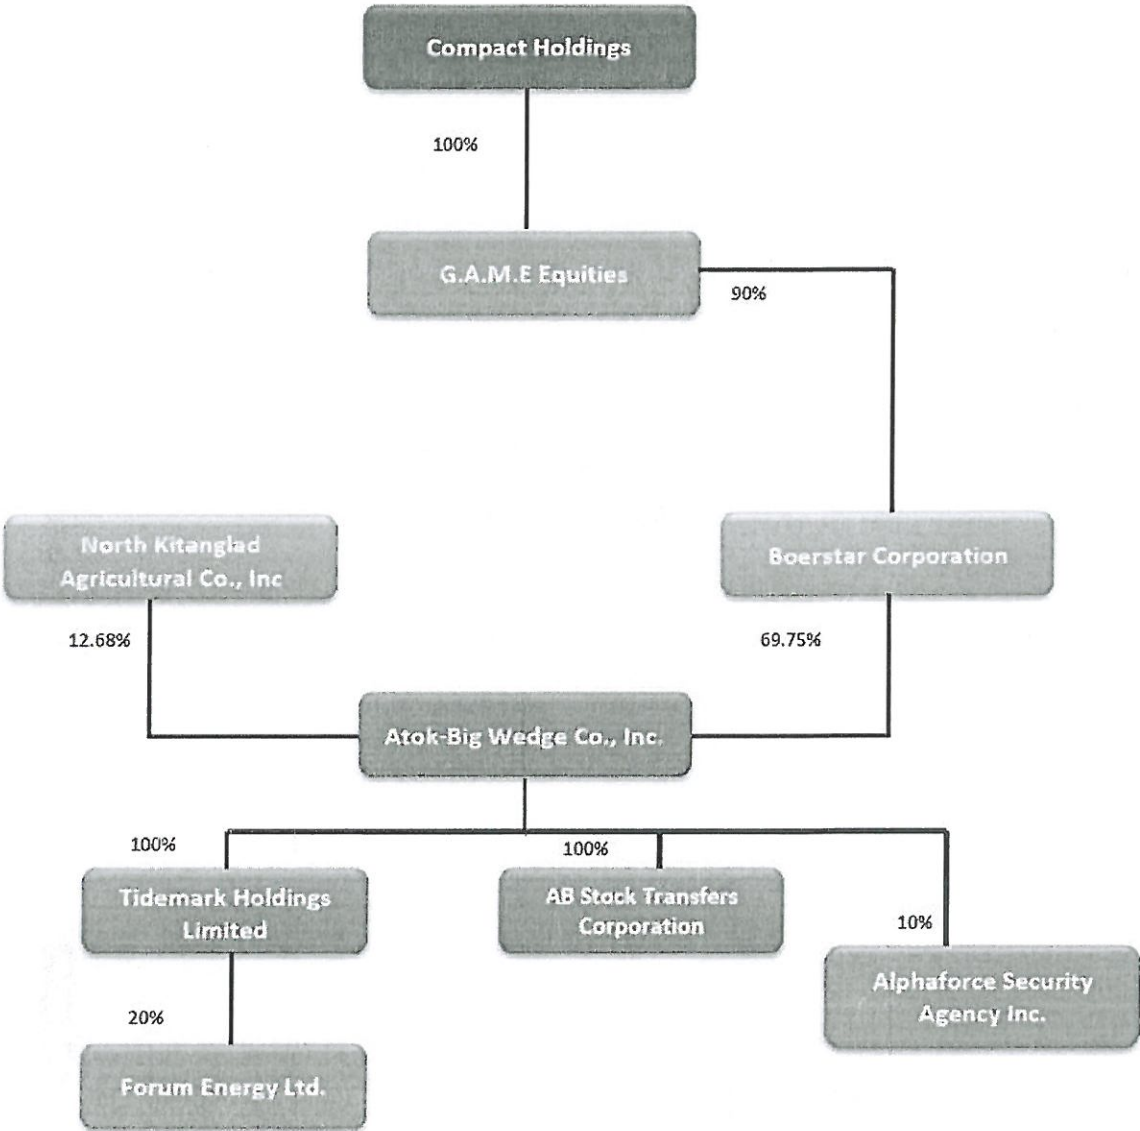 Compact Holdings
100%
G.A.M.E Equities
90%
North Kitanglad
Agricultural Co., Inc
Boerstar Corporation
12.68%
69.75%
Atok-Big Wedge Co., Inc.
100%
100%
Tidemark Holdings
Limited
AB Stock Transfers
Corporation
10%
Alphaforce Security
Agency Inc.
20%
Forum Energy Ltd.